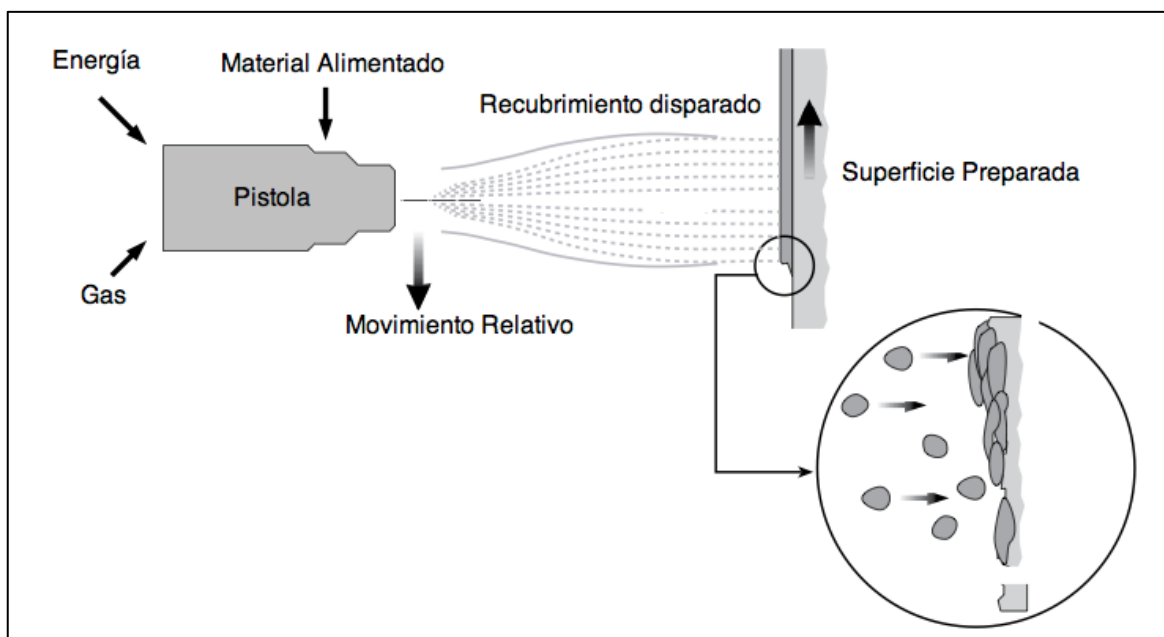 Energía
Material Alimentado
Recubrimiento disparado
Superficie Preparada
Pistola
Gas
Movimiento Relativo